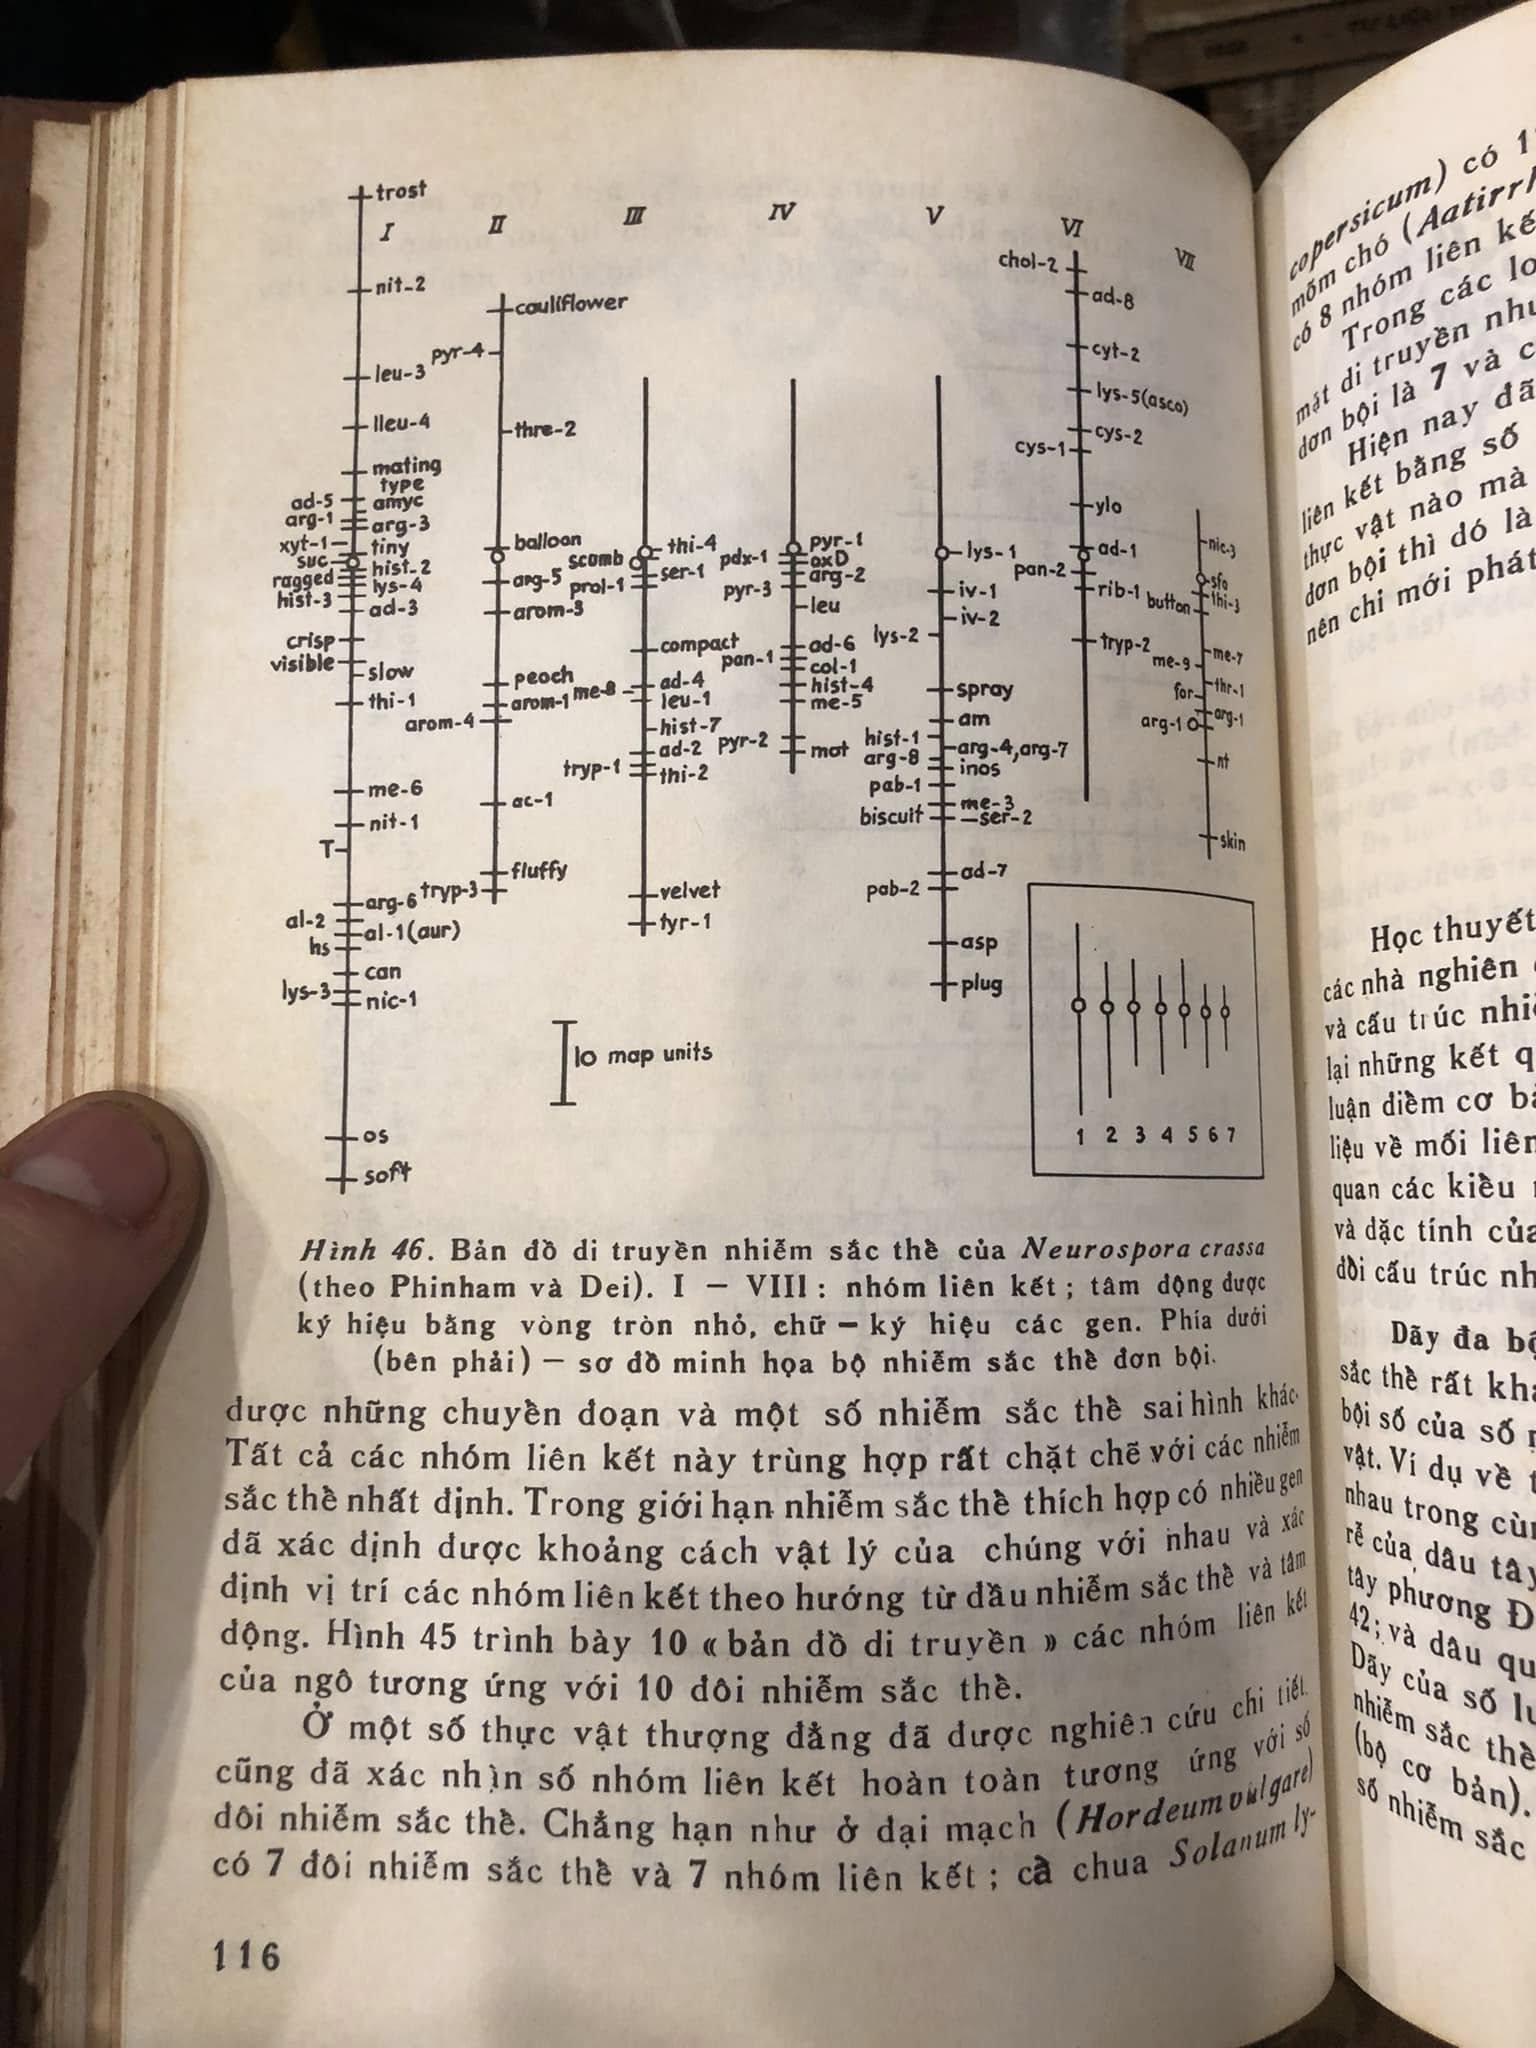 I
II
III
IV
V
VI
VII
trost
nit-2
leu-3
lleu-4
mating
type
ad-5
amyc
arg-1
arg-3
xyt-1
tiny
suc
hist-2
ragged
lys-4
hist-3
ad-3
crisp
visible
slow
thi-1
me-6
nit-1
T
arg-6
al-2
al-1(aur)
hs
can
lys-3
nic-1
os
soft
cauliflower
pyr-4
thre-2
balloon
arg-5
arom-3
peoch
arom-1
arom-4
ac-1
fluffy
tryp-3
thi-4
scumb
ser-1
prol-1
compact
ad-4
me-8
leu-1
hist-7
ad-2
tryp-1
thi-2
velvet
tyr-1
pyr-1
pdx-1
oxD
arg-2
pyr-3
leu
ad-6
pan-1
col-1
hist-4
me-5
pyr-2
mot
lys-1
iv-1
iv-2
lys-2
spray
am
hist-1
arg-4,arg-7
arg-8
inos
pab-1
me-3
biscuit
ser-2
ad-7
pab-2
asp
plug
chol-2
ad-8
cyt-2
lys-5(asco)
cys-2
cys-1
ylo
ad-1
pan-2
rib-1
tryp-2
nic-3
sfo
thi-3
button
me-7
me-9
thr-1
for
arg-1
arg-10
nt
skin
10 map units
1 2 3 4 5 6 7
Hình 46. Bản đồ di truyền nhiễm sắc thể của Neurospora crassa
(theo Phinham và Dei). I — VIII : nhóm liên kết ; tâm động được
ký hiệu bằng vòng tròn nhỏ, chữ — ký hiệu các gen. Phía dưới
(bên phải) — sơ đồ minh họa bộ nhiễm sắc thể đơn bội.
được những chuyển đoạn và một số nhiễm sắc thể sai hình khác.
Tất cả các nhóm liên kết này trùng hợp rất chặt chẽ với các nhiễm
sắc thể nhất định. Trong giới hạn nhiễm sắc thể thích hợp có nhiều gen
đã xác định được khoảng cách vật lý của chúng với nhau và xác
định vị trí các nhóm liên kết theo hướng từ đầu nhiễm sắc thể và tâm
động. Hình 45 trình bày 10 « bản đồ di truyền » các nhóm liên kết
của ngô tương ứng với 10 đôi nhiễm sắc thể.
Ở một số thực vật thượng đẳng đã được nghiên cứu chi tiết
cũng đã xác nhìn số nhóm liên kết hoàn toàn tương ứng với số
đôi nhiễm sắc thể. Chẳng hạn như ở đại mạch (Hordeum vulgare)
có 7 đôi nhiễm sắc thể và 7 nhóm liên kết ; cà chua Solanum ly-
116
copersicum) có 1
mõm chó (Aatirrh
có 8 nhóm liên kế
Trong các lo
mặt di truyền như
đơn bội là 7 và c
Hiện nay đã
liên kết bằng số
thực vật nào mà
đơn bội thì đó là
nên chỉ mới phát
Học thuyết
các nhà nghiên
và cấu trúc nhi
lại những kết q
luận điểm cơ b
liệu về mối liên
quan các kiểu
và đặc tính của
đổi cấu trúc nh
Dãy đa bộ
sắc thể rất kh
bội số của số
vật. Ví dụ về
nhau trong cùn
rễ của dâu tây
tây phương Đ
42 ; và dâu qu
Dãy của số lư
nhiễm sắc thể
(bộ cơ bản).
số nhiễm sắc